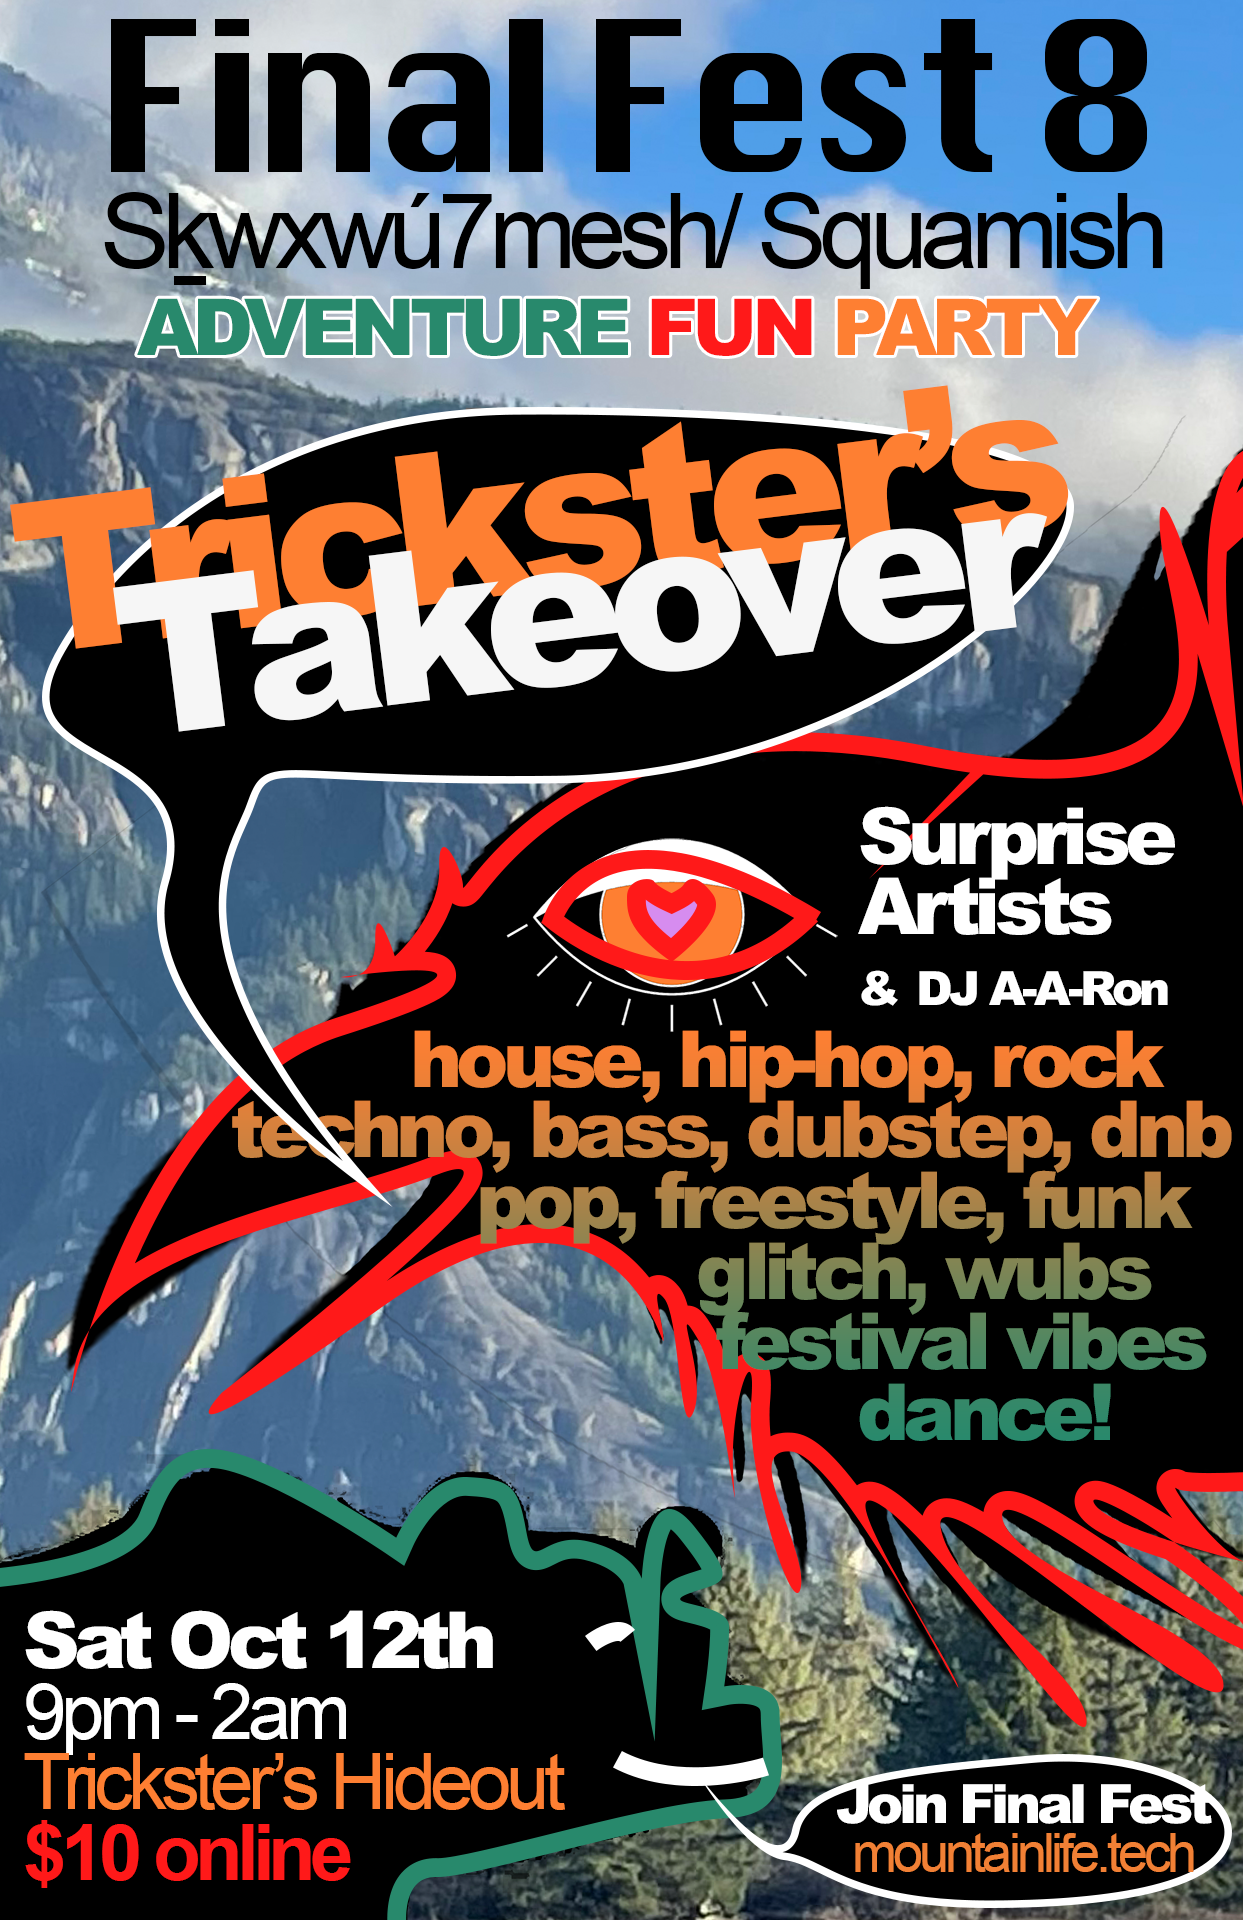 Final Fest 8
Sḵwxwú7mesh/ Squamish
ADVENTURE FUN PARTY
Trickster's
Takeover
Surprise
Artists
& DJ A-A-Ron
house, hip-hop, rock
techno, bass, dubstep, dnb
pop, freestyle, funk
glitch, wubs
festival vibes
dance!
Sat Oct 12th
9pm - 2am
Trickster's Hideout
$10 online
Join Final Fest
mountainlife.tech